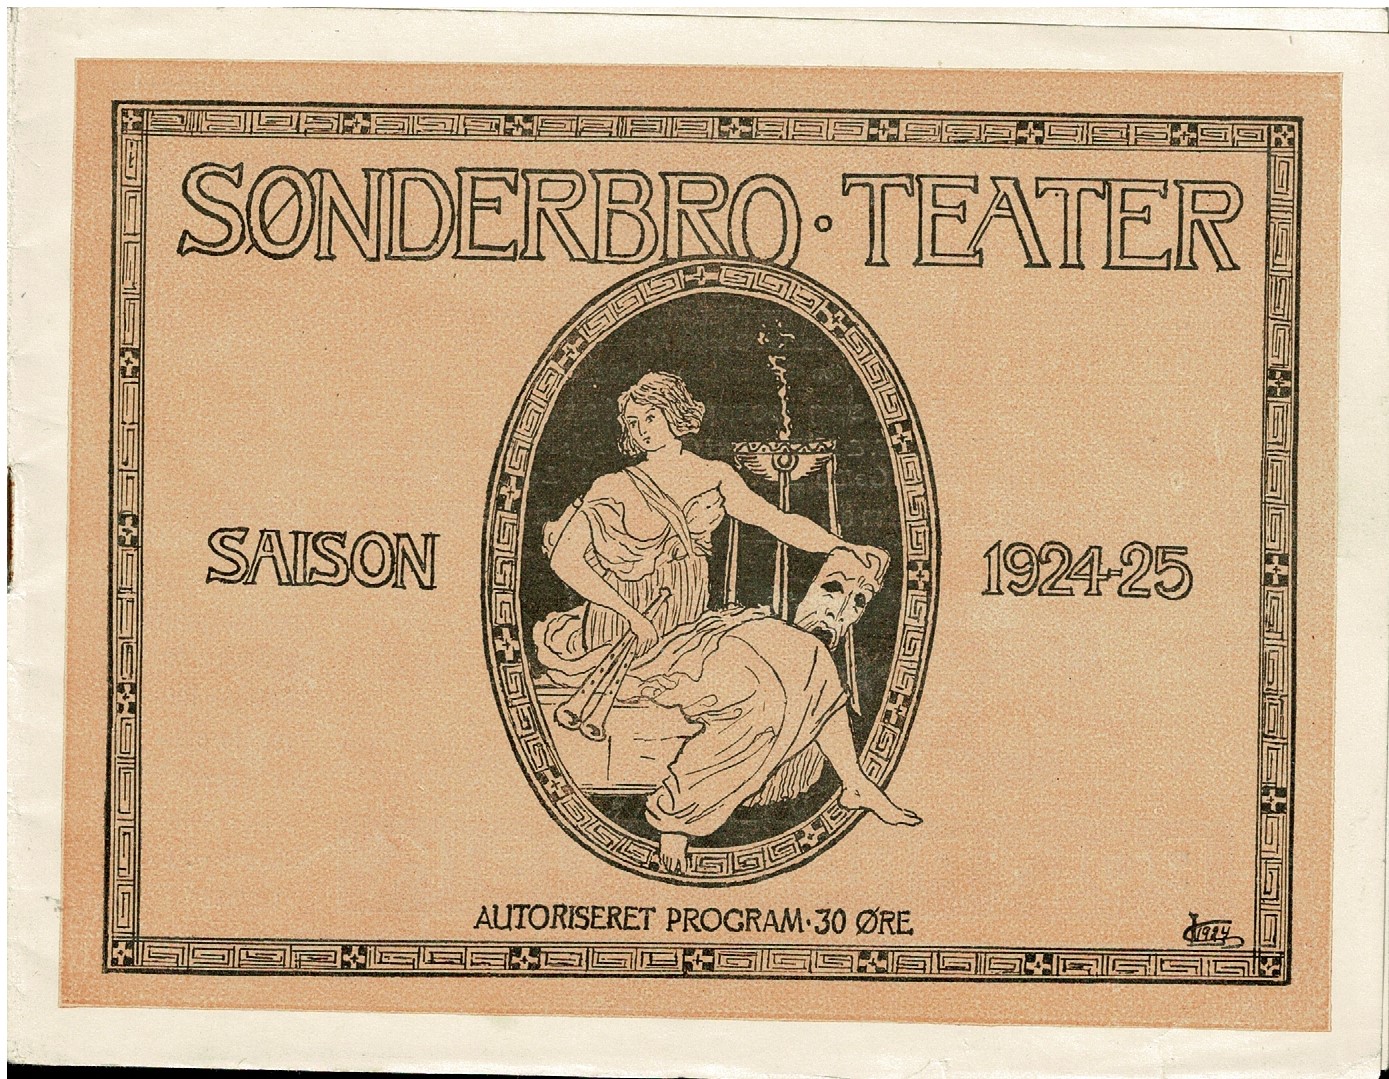 SØNDERBRO · TEATER
SAISON
1924-25
AUTORISERET PROGRAM · 30 ØRE
1924